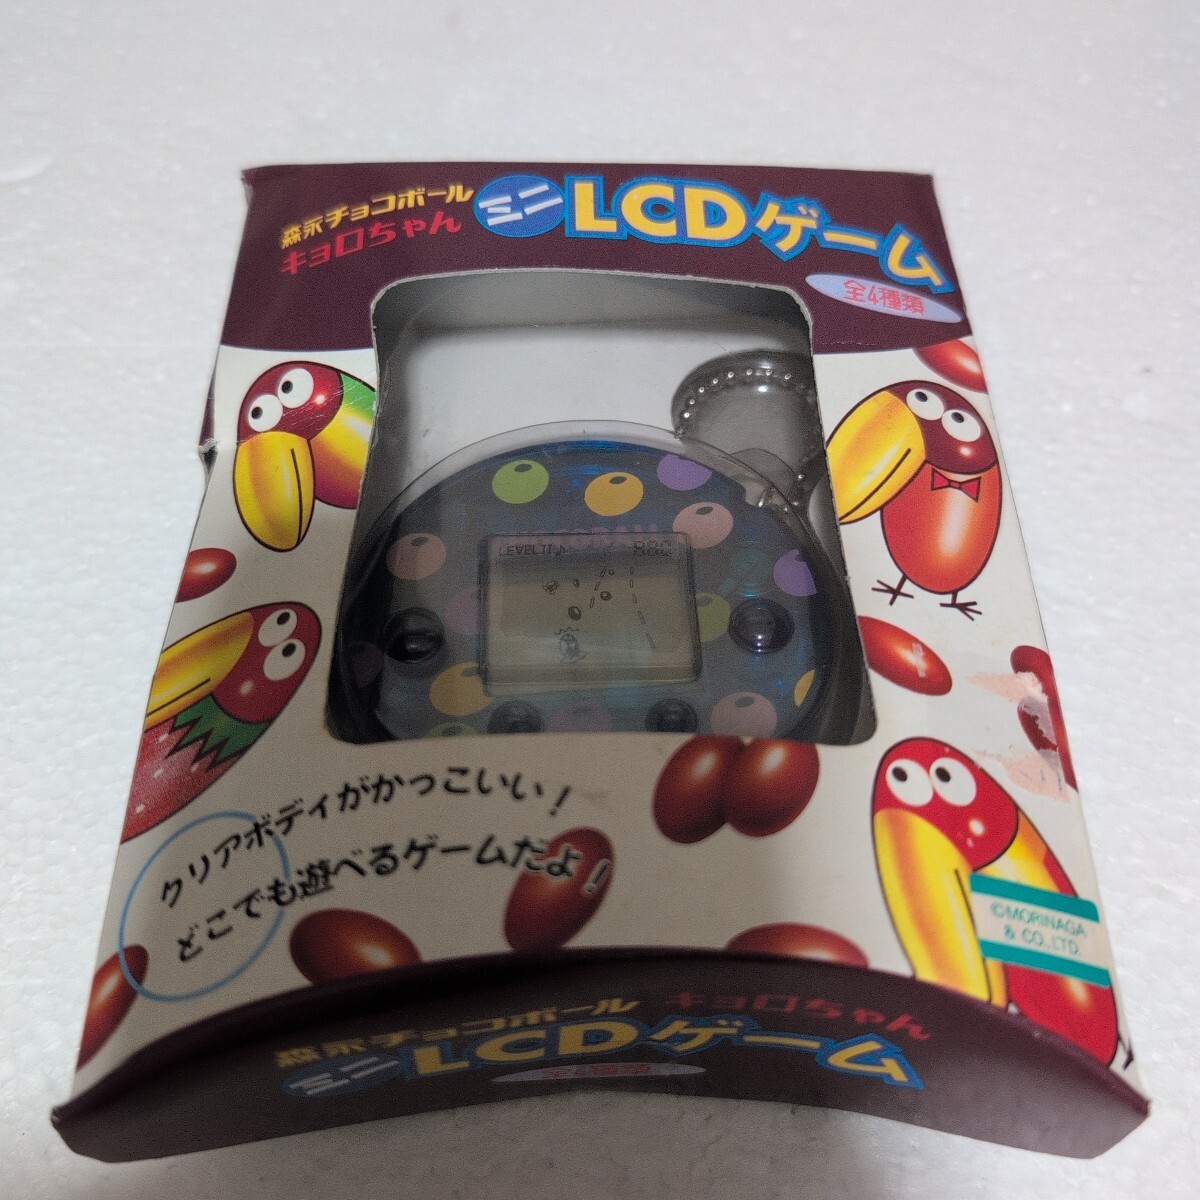 森永チョコボール
キョロちゃん
ミニLCDゲーム
全4種類
LEVEL
クリアボディがかっこいい!
どこでも遊べるゲームだよ!
©MORINAGA
& CO.,LTD.
森永チョコボール キョロちゃん
ミニLCDゲーム
全4種類